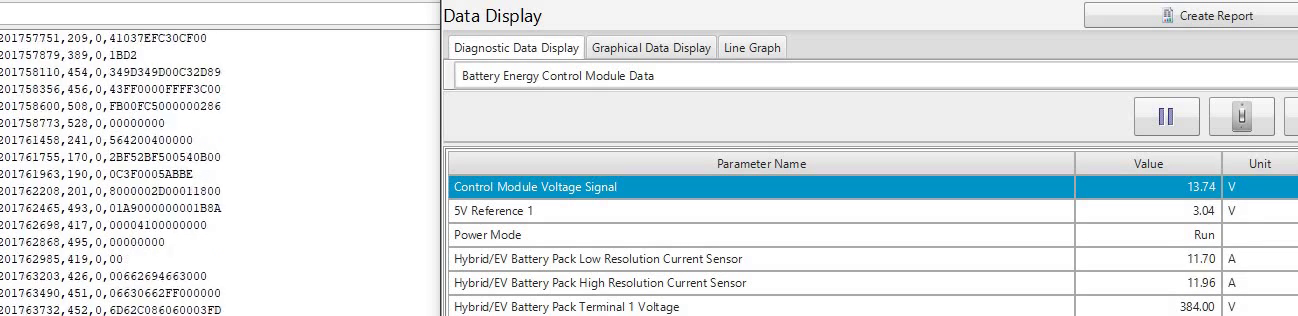 201757751,209,0,41037EFC30CF00
201757879,389,0,1BD2
201758110,454,0,349D349D00C32D89
201758356,456,0,43FF0000FFFF3C00
201758600,508,0,FB00FC5000000286
201758773,528,0,00000000
201761458,241,0,564200400000
201761755,170,0,2BF52BF500540B00
201761963,190,0,0C3F0005ABBE
201762208,201,0,8000002D00011800
201762465,493,0,01A9000000001B8A
201762698,417,0,00004100000000
201762868,495,0,00000000
201762985,419,0,00
201763203,426,0,00662694663000
201763490,451,0,06630662FF000000
201763732,452,0,6D62C086060003FD
Data Display
Create Report
Diagnostic Data Display Graphical Data Display Line Graph
Battery Energy Control Module Data
Parameter Name Value Unit
Control Module Voltage Signal 13.74 V
5V Reference 1 3.04 V
Power Mode Run
Hybrid/EV Battery Pack Low Resolution Current Sensor 11.70 A
Hybrid/EV Battery Pack High Resolution Current Sensor 11.96 A
Hybrid/EV Battery Pack Terminal 1 Voltage 384.00 V